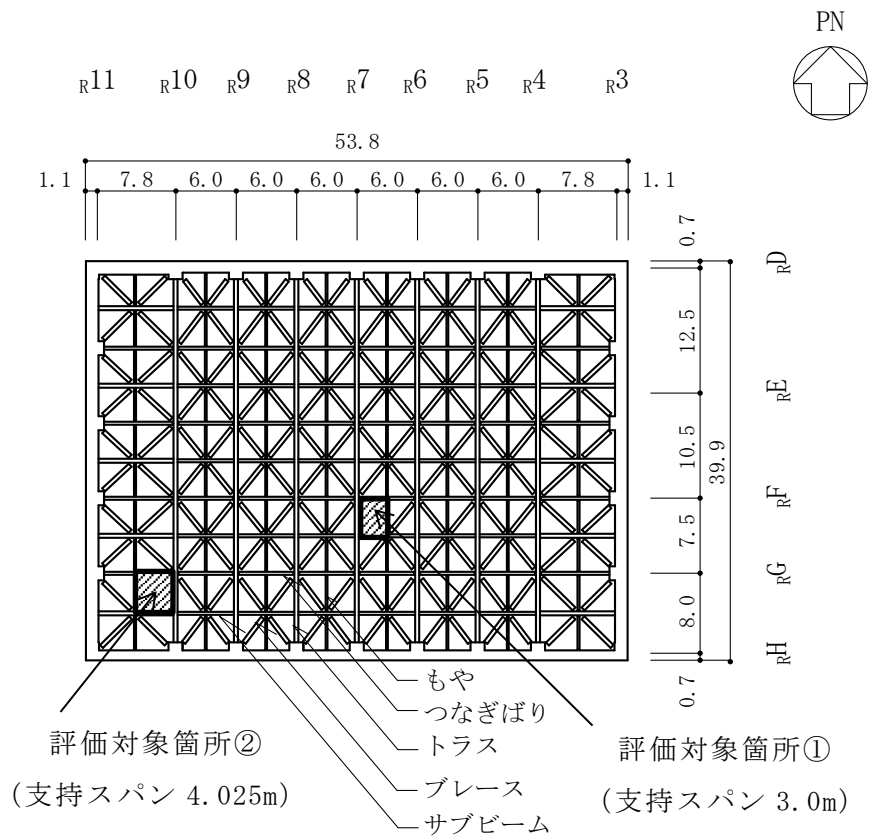 PN
R11 R10 R9 R8 R7 R6 R5 R4 R3
53.8
1.1 7.8 6.0 6.0 6.0 6.0 6.0 6.0 7.8 1.1
0.7
RD
12.5
RE
10.5
39.9
RF
7.5
RG
8.0
RH
0.7
もや
つなぎばり
トラス
ブレース
サブビーム
評価対象箇所②
(支持スパン 4.025m)
評価対象箇所①
(支持スパン 3.0m)